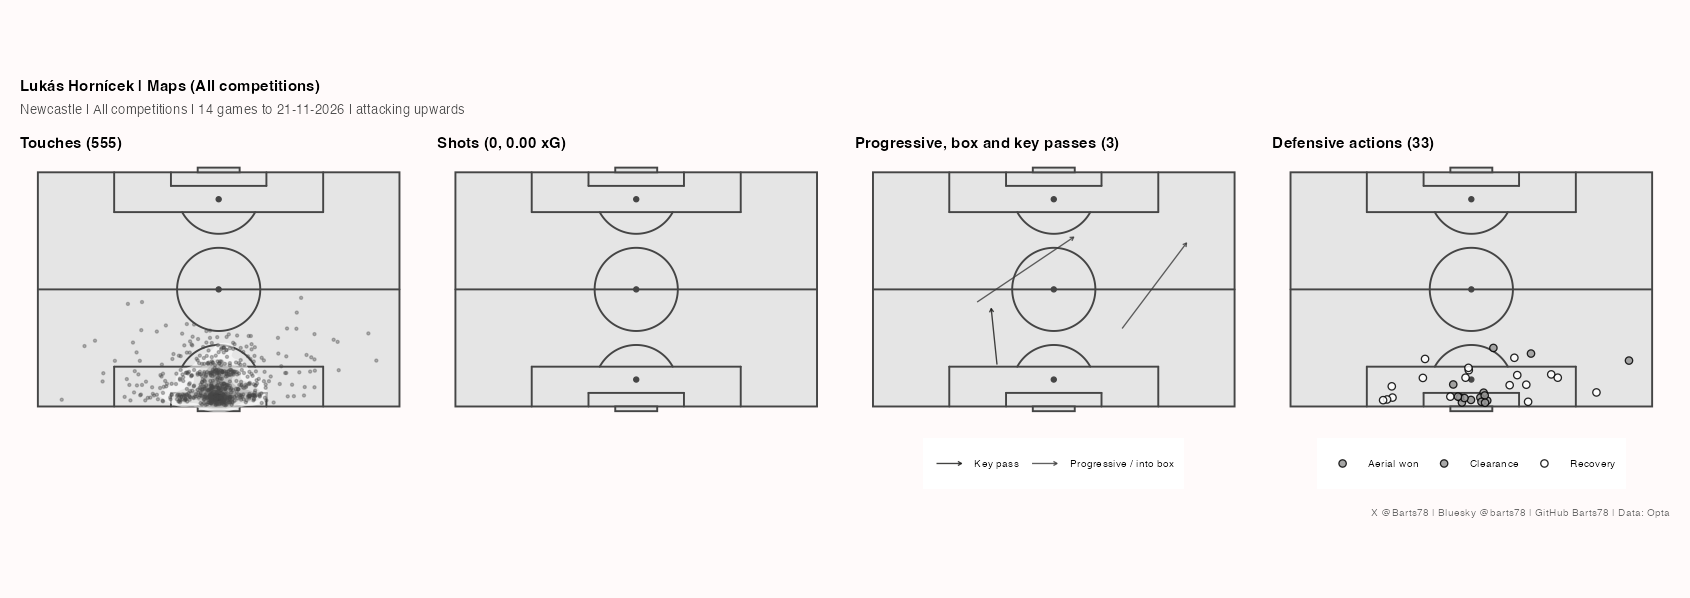 Lukás Hornícek | Maps (All competitions)
Newcastle | All competitions | 14 games to 21-11-2026 | attacking upwards
Touches (555)
Shots (0, 0.00 xG)
Progressive, box and key passes (3)
Defensive actions (33)
Key pass
Progressive / into box
Aerial won
Clearance
Recovery
X @Barts78 | Bluesky @barts78 | GitHub Barts78 | Data: Opta